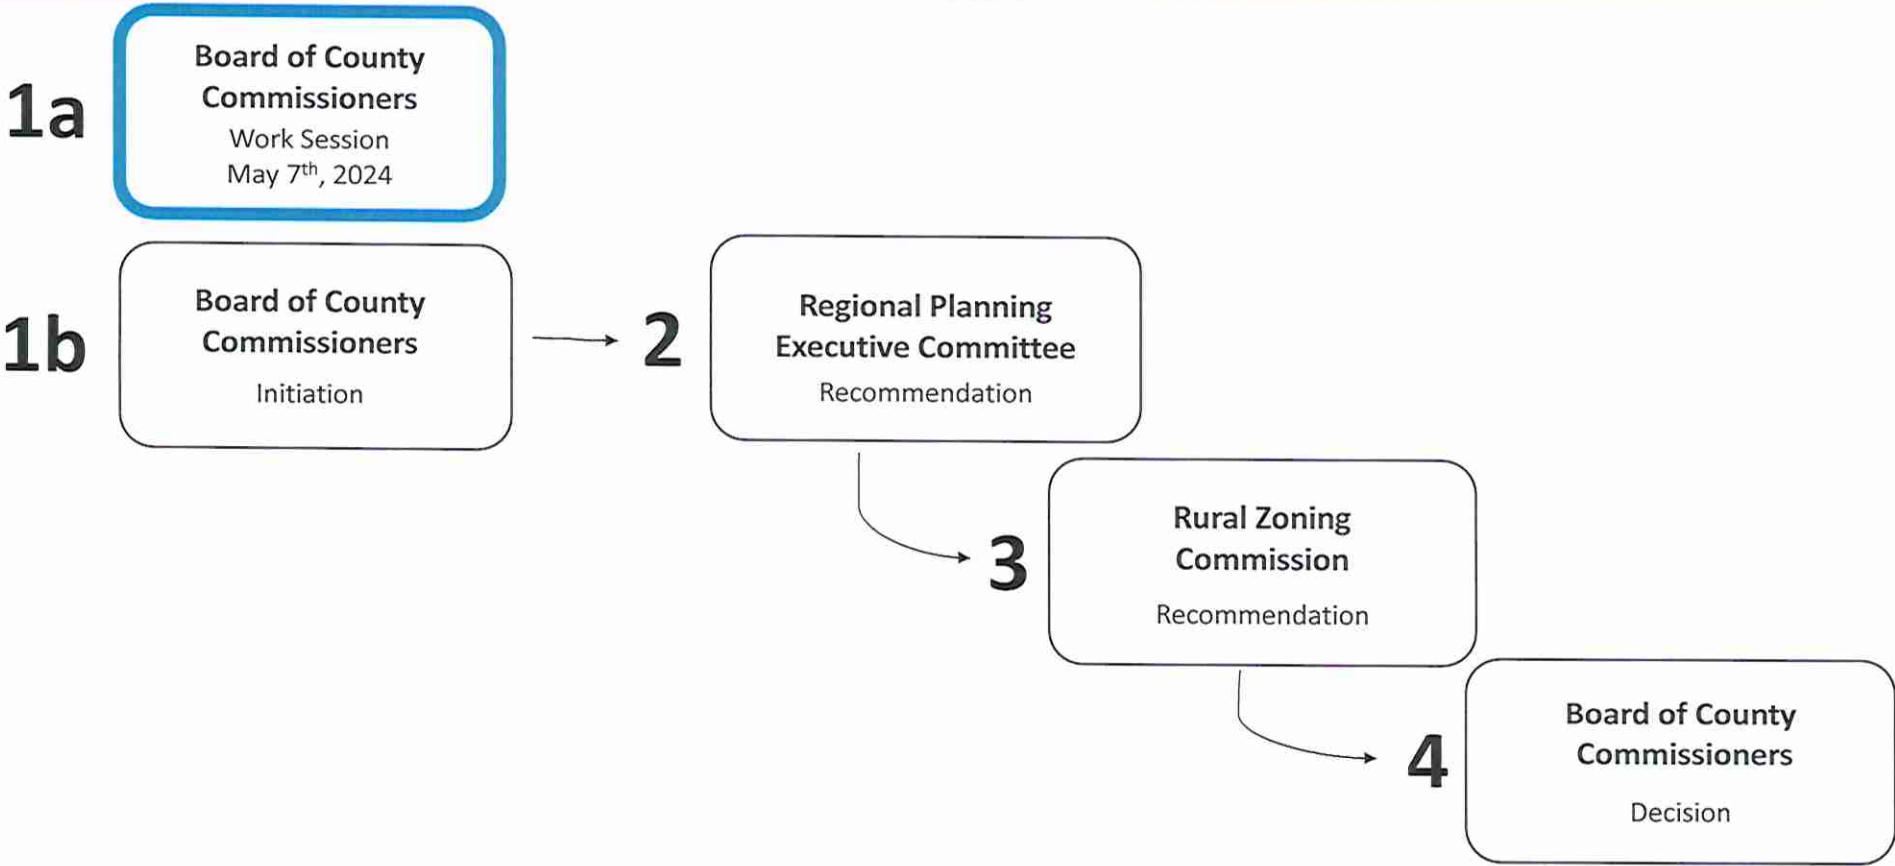 1a
Board of County
Commissioners
Work Session
May 7th, 2024
1b
Board of County
Commissioners
Initiation
2
Regional Planning
Executive Committee
Recommendation
3
Rural Zoning
Commission
Recommendation
4
Board of County
Commissioners
Decision